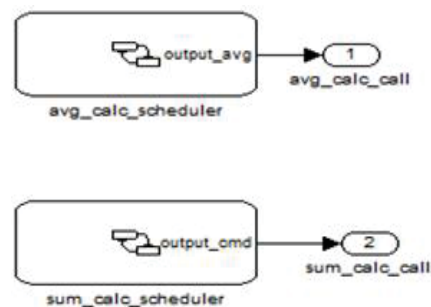 output_avg
1
avg_calc_call
avg_calc_scheduler
output_cmd
2
sum_calc_call
sum_calc_scheduler